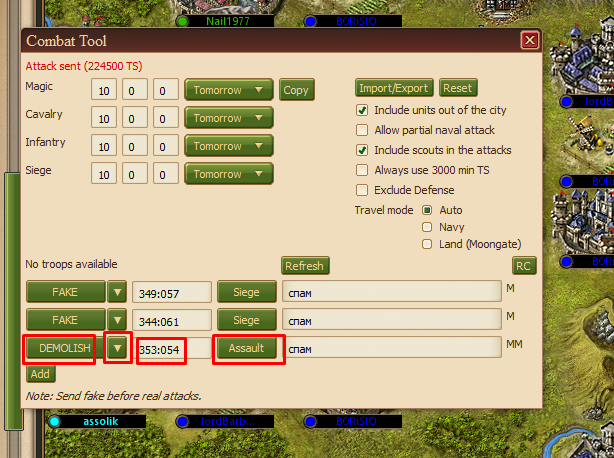 Nail1977 BORISIO
Combat Tool
Attack sent (224500 TS)
Magic 10 0 0 Tomorrow Copy Import/Export Reset
Cavalry 10 0 0 Tomorrow Include units out of the city
Allow partial naval attack
Infantry 10 0 0 Tomorrow Include scouts in the attacks
Siege 10 0 0 Tomorrow Always use 3000 min TS
Exclude Defense
Travel mode Auto
Navy
Land (Moongate)
No troops available Refresh RC
FAKE 349:057 Siege спам M
FAKE 344:061 Siege спам M
DEMOLISH 353:054 Assault спам MM
Add
Note: Send fake before real attacks.
assolik lordBarb... BORISIO